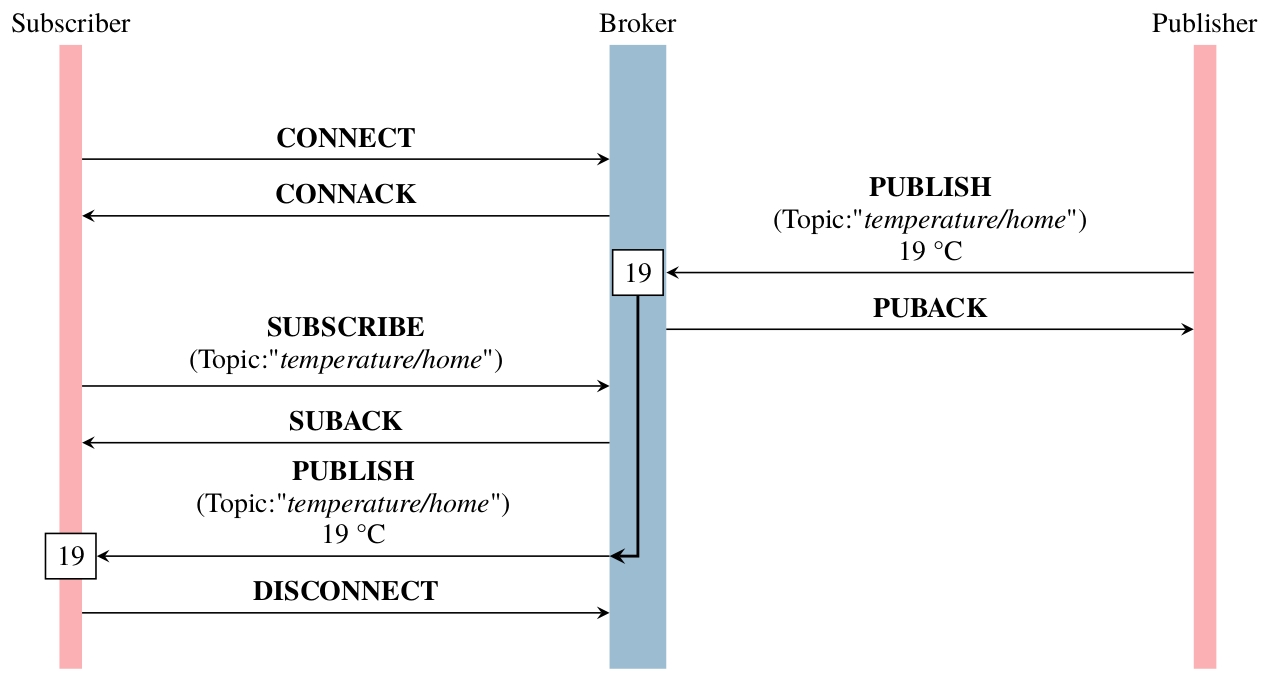 Subscriber
Broker
Publisher
CONNECT
CONNACK
PUBLISH
(Topic:"temperature/home")
19 °C
19
PUBACK
SUBSCRIBE
(Topic:"temperature/home")
SUBACK
PUBLISH
(Topic:"temperature/home")
19 °C
19
DISCONNECT